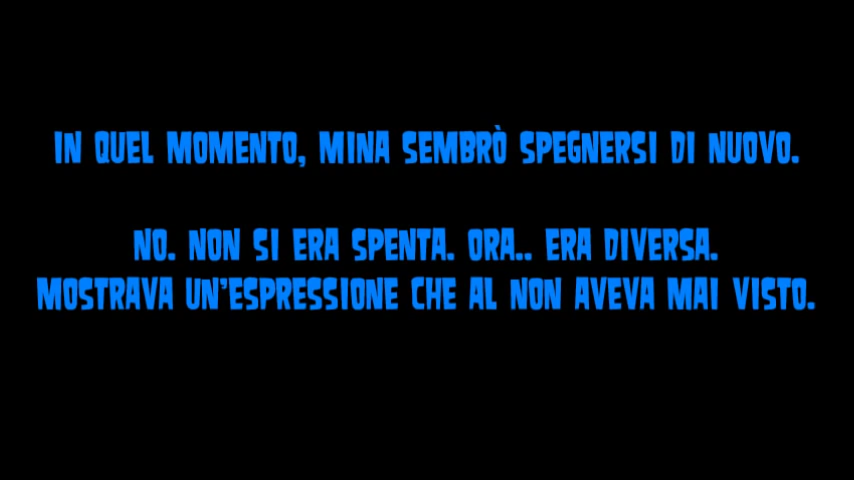 IN QUEL MOMENTO, MINA SEMBRÒ SPEGNERSI DI NUOVO.
NO. NON SI ERA SPENTA. ORA.. ERA DIVERSA.
MOSTRAVA UN'ESPRESSIONE CHE AL NON AVEVA MAI VISTO.